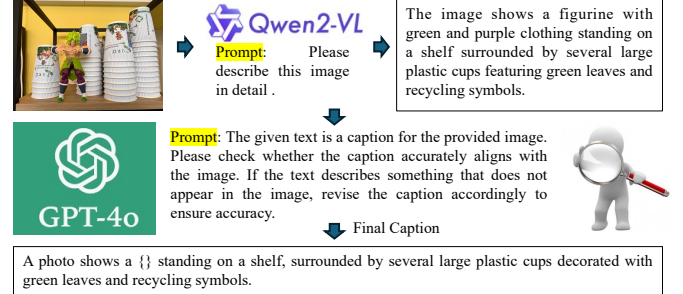 Qwen2-VL
Prompt: Please
describe this image
in detail .
The image shows a figurine with
green and purple clothing standing on
a shelf surrounded by several large
plastic cups featuring green leaves and
recycling symbols.
GPT-4o
Prompt: The given text is a caption for the provided image.
Please check whether the caption accurately aligns with
the image. If the text describes something that does not
appear in the image, revise the caption accordingly to
ensure accuracy.
Final Caption
A photo shows a {} standing on a shelf, surrounded by several large plastic cups decorated with
green leaves and recycling symbols.